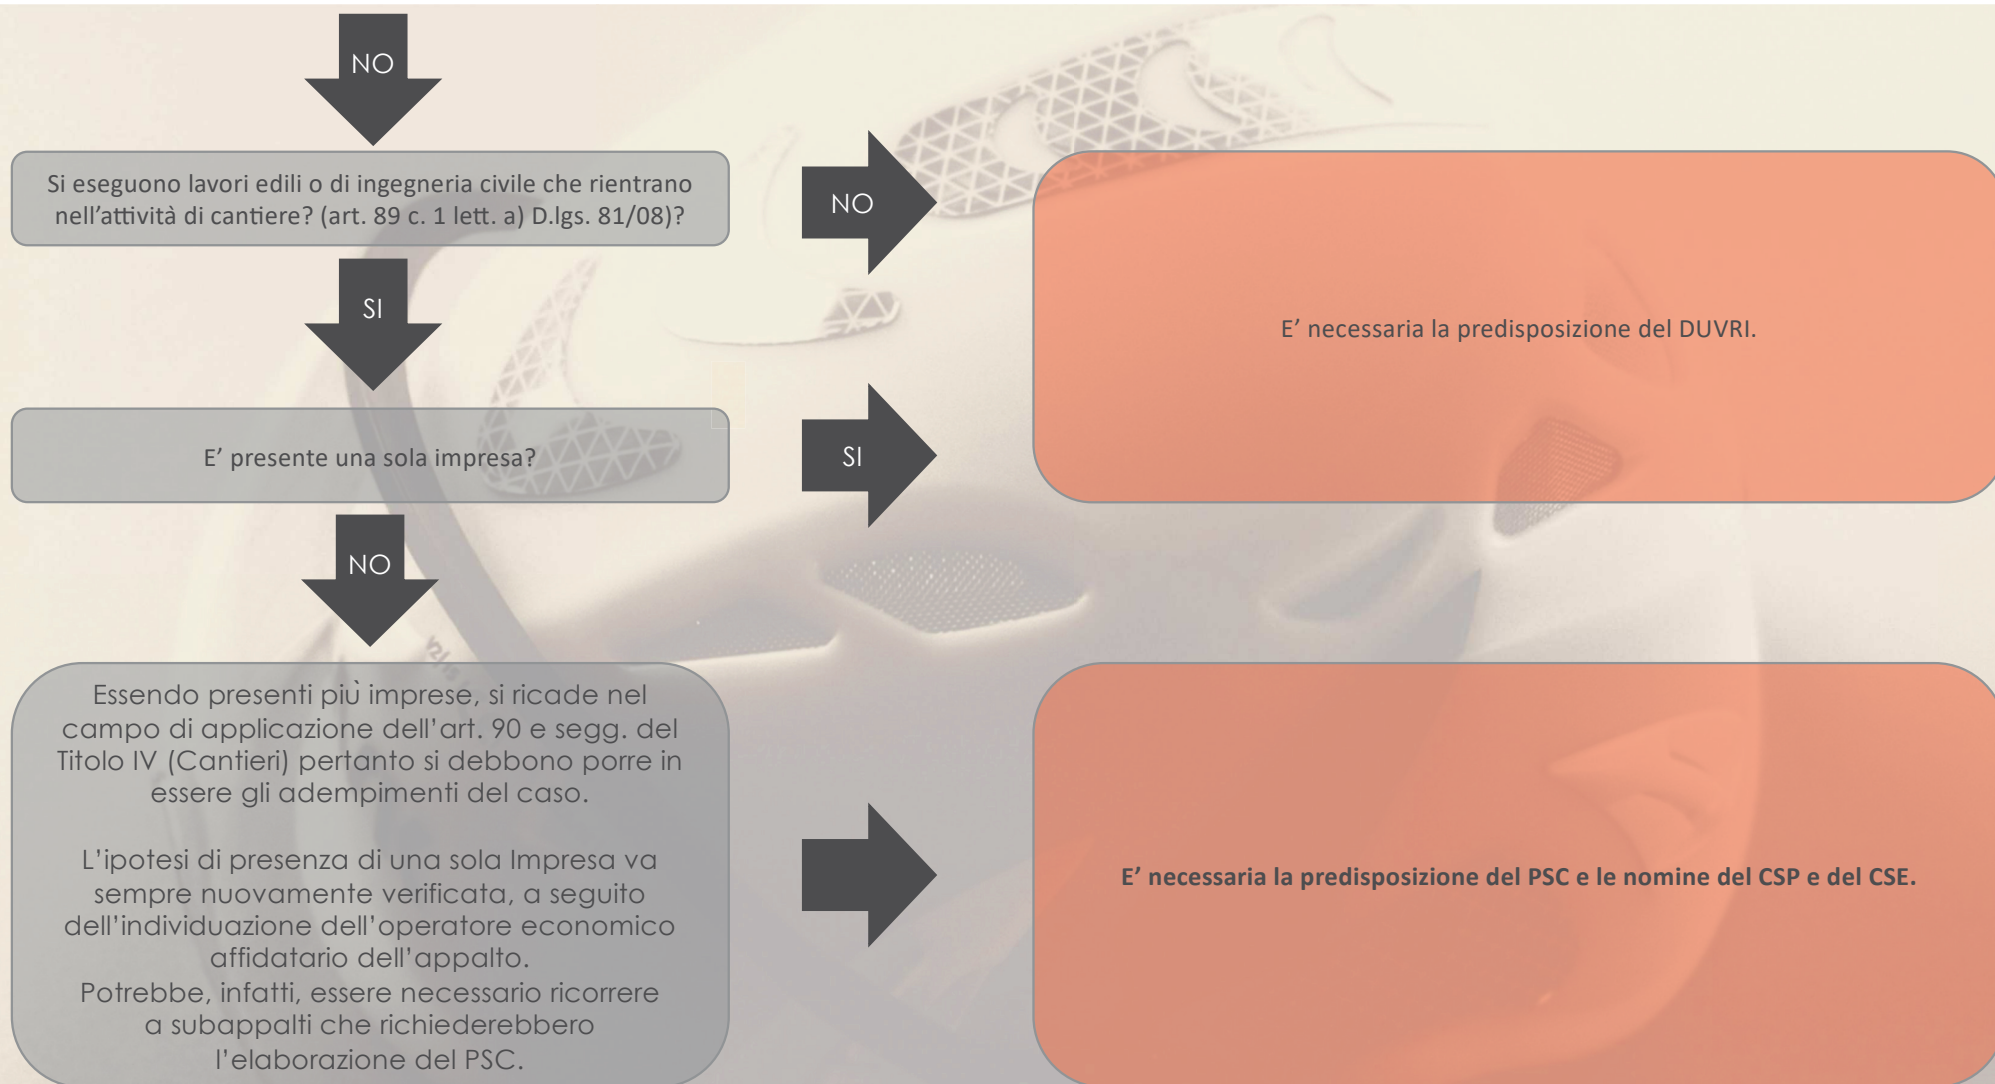 NO
Si eseguono lavori edili o di ingegneria civile che rientrano
nell'attività di cantiere? (art. 89 c. 1 lett. a) D.lgs. 81/08)?
NO
E' necessaria la predisposizione del DUVRI.
SI
E' presente una sola impresa?
SI
NO
Essendo presenti più imprese, si ricade nel
campo di applicazione dell'art. 90 e segg. del
Titolo IV (Cantieri) pertanto si debbono porre in
essere gli adempimenti del caso.
L'ipotesi di presenza di una sola Impresa va
sempre nuovamente verificata, a seguito
dell'individuazione dell'operatore economico
affidatario dell'appalto.
Potrebbe, infatti, essere necessario ricorrere
a subappalti che richiederebbero
l'elaborazione del PSC.
E' necessaria la predisposizione del PSC e le nomine del CSP e del CSE.